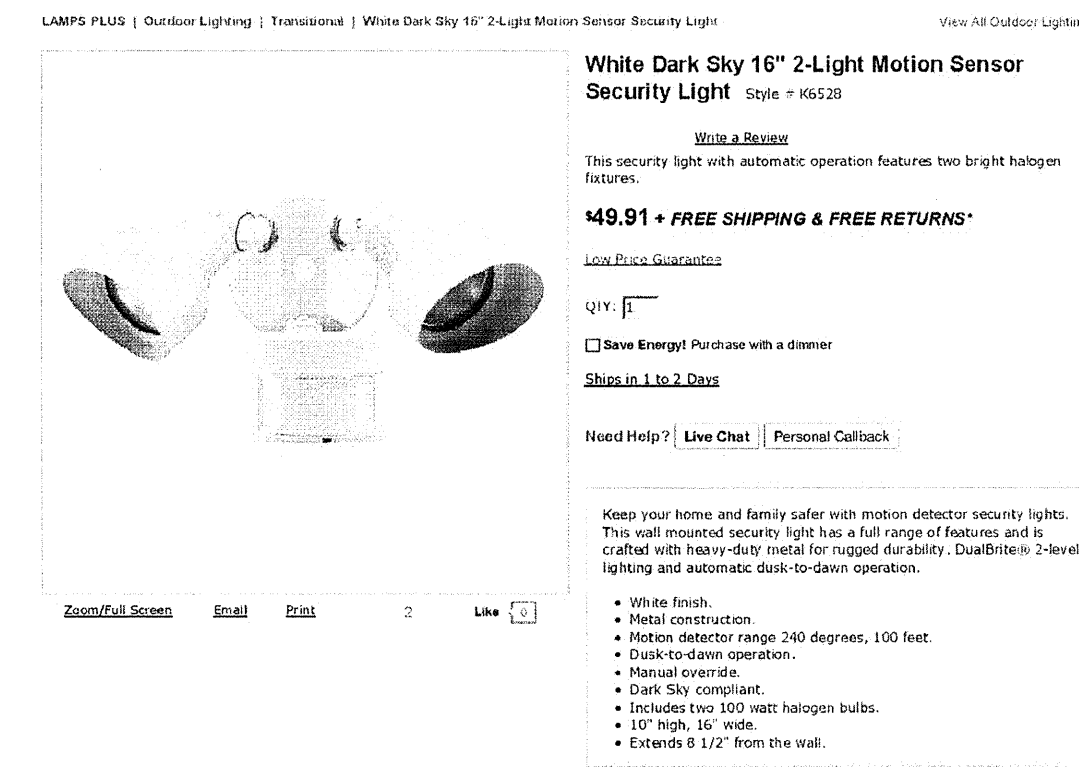 LAMPS PLUS | Outdoor Lighting | Transitional | White Dark Sky 16" 2-Light Motion Sensor Security Light
View All Outdoor Lightin
White Dark Sky 16" 2-Light Motion Sensor
Security Light Style # K6528
Write a Review
This security light with automatic operation features two bright halogen
fixtures.
$49.91 + FREE SHIPPING & FREE RETURNS*
Low Price Guarantee
QTY: 1
Save Energy! Purchase with a dimmer
Ships in 1 to 2 Days
Need Help? Live Chat Personal Callback
Keep your home and family safer with motion detector security lights.
This wall mounted security light has a full range of features and is
crafted with heavy-duty metal for rugged durability. DualBrite® 2-level
lighting and automatic dusk-to-dawn operation.
• White finish.
• Metal construction.
• Motion detector range 240 degrees, 100 feet.
• Dusk-to-dawn operation.
• Manual override.
• Dark Sky compliant.
• Includes two 100 watt halogen bulbs.
• 10" high, 16" wide.
• Extends 8 1/2" from the wall.
Zoom/Full Screen Email Print 2 Like 0